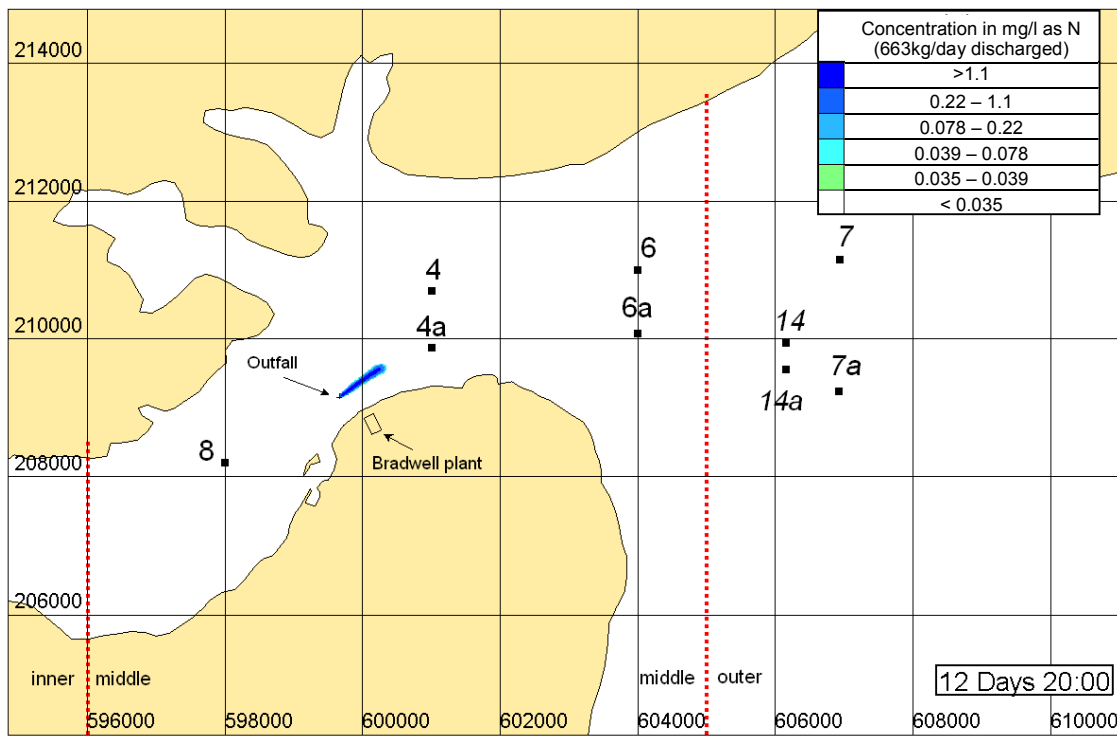 Concentration in mg/l as N
(663kg/day discharged)
>1.1
0.22 – 1.1
0.078 – 0.22
0.039 – 0.078
0.035 – 0.039
< 0.035
214000
212000
210000
208000
206000
7
6
4
6a
14
4a
7a
14a
Outfall
8
Bradwell plant
inner
middle
middle
outer
12 Days 20:00
596000
598000
600000
602000
604000
606000
608000
610000